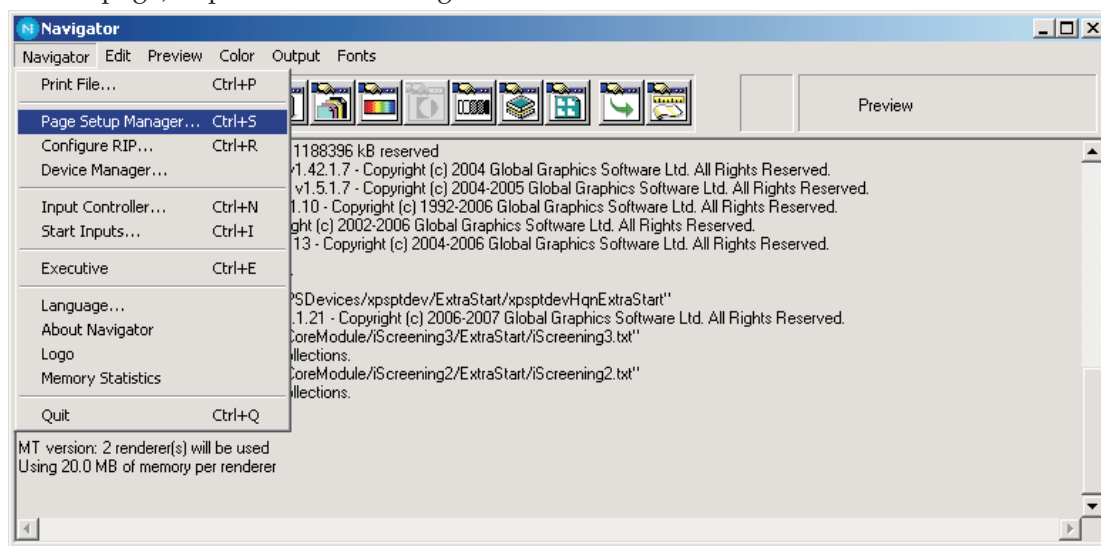 Navigator
Navigator Edit Preview Color Output Fonts
Print File... Ctrl+P
Page Setup Manager... Ctrl+S
Configure RIP... Ctrl+R
Device Manager...
Input Controller... Ctrl+N
Start Inputs... Ctrl+I
Executive Ctrl+E
Language...
About Navigator
Logo
Memory Statistics
Quit Ctrl+Q
Preview
1188396 kB reserved
v1.42.1.7 - Copyright (c) 2004 Global Graphics Software Ltd. All Rights Reserved.
v1.5.1.7 - Copyright (c) 2004-2005 Global Graphics Software Ltd. All Rights Reserved.
1.10 - Copyright (c) 1992-2006 Global Graphics Software Ltd. All Rights Reserved.
ght (c) 2002-2006 Global Graphics Software Ltd. All Rights Reserved.
13 - Copyright (c) 2004-2006 Global Graphics Software Ltd. All Rights Reserved.
PSDevices/xpsptdev/ExtraStart/xpsptdevHqnExtraStart"
.1.21 - Copyright (c) 2006-2007 Global Graphics Software Ltd. All Rights Reserved.
CoreModule/iScreening3/ExtraStart/iScreening3.txt"
llections.
CoreModule/iScreening2/ExtraStart/iScreening2.txt"
llections.
MT version: 2 renderer(s) will be used
Using 20.0 MB of memory per renderer